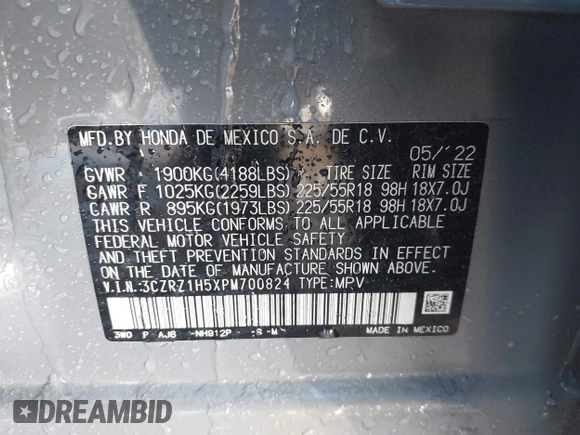 MFD.BY HONDA DE MEXICO S.A. DE C.V.
05/'22
GVWR 1900KG(4188LBS) TIRE SIZE RIM SIZE
GAWR F 1025KG(2259LBS) 225/55R18 98H 18X7.0J
GAWR R 895KG(1973LBS) 225/55R18 98H 18X7.0J
THIS VEHICLE CONFORMS TO ALL APPLICABLE
FEDERAL MOTOR VEHICLE SAFETY
AND THEFT PREVENTION STANDARDS IN EFFECT
ON THE DATE OF MANUFACTURE SHOWN ABOVE.
V.I.N.:3CZRZ1H5XPM700824 TYPE:MPV
3W0 P AJ6 -NH912P -S -M
MADE IN MEXICO
DREAMBID